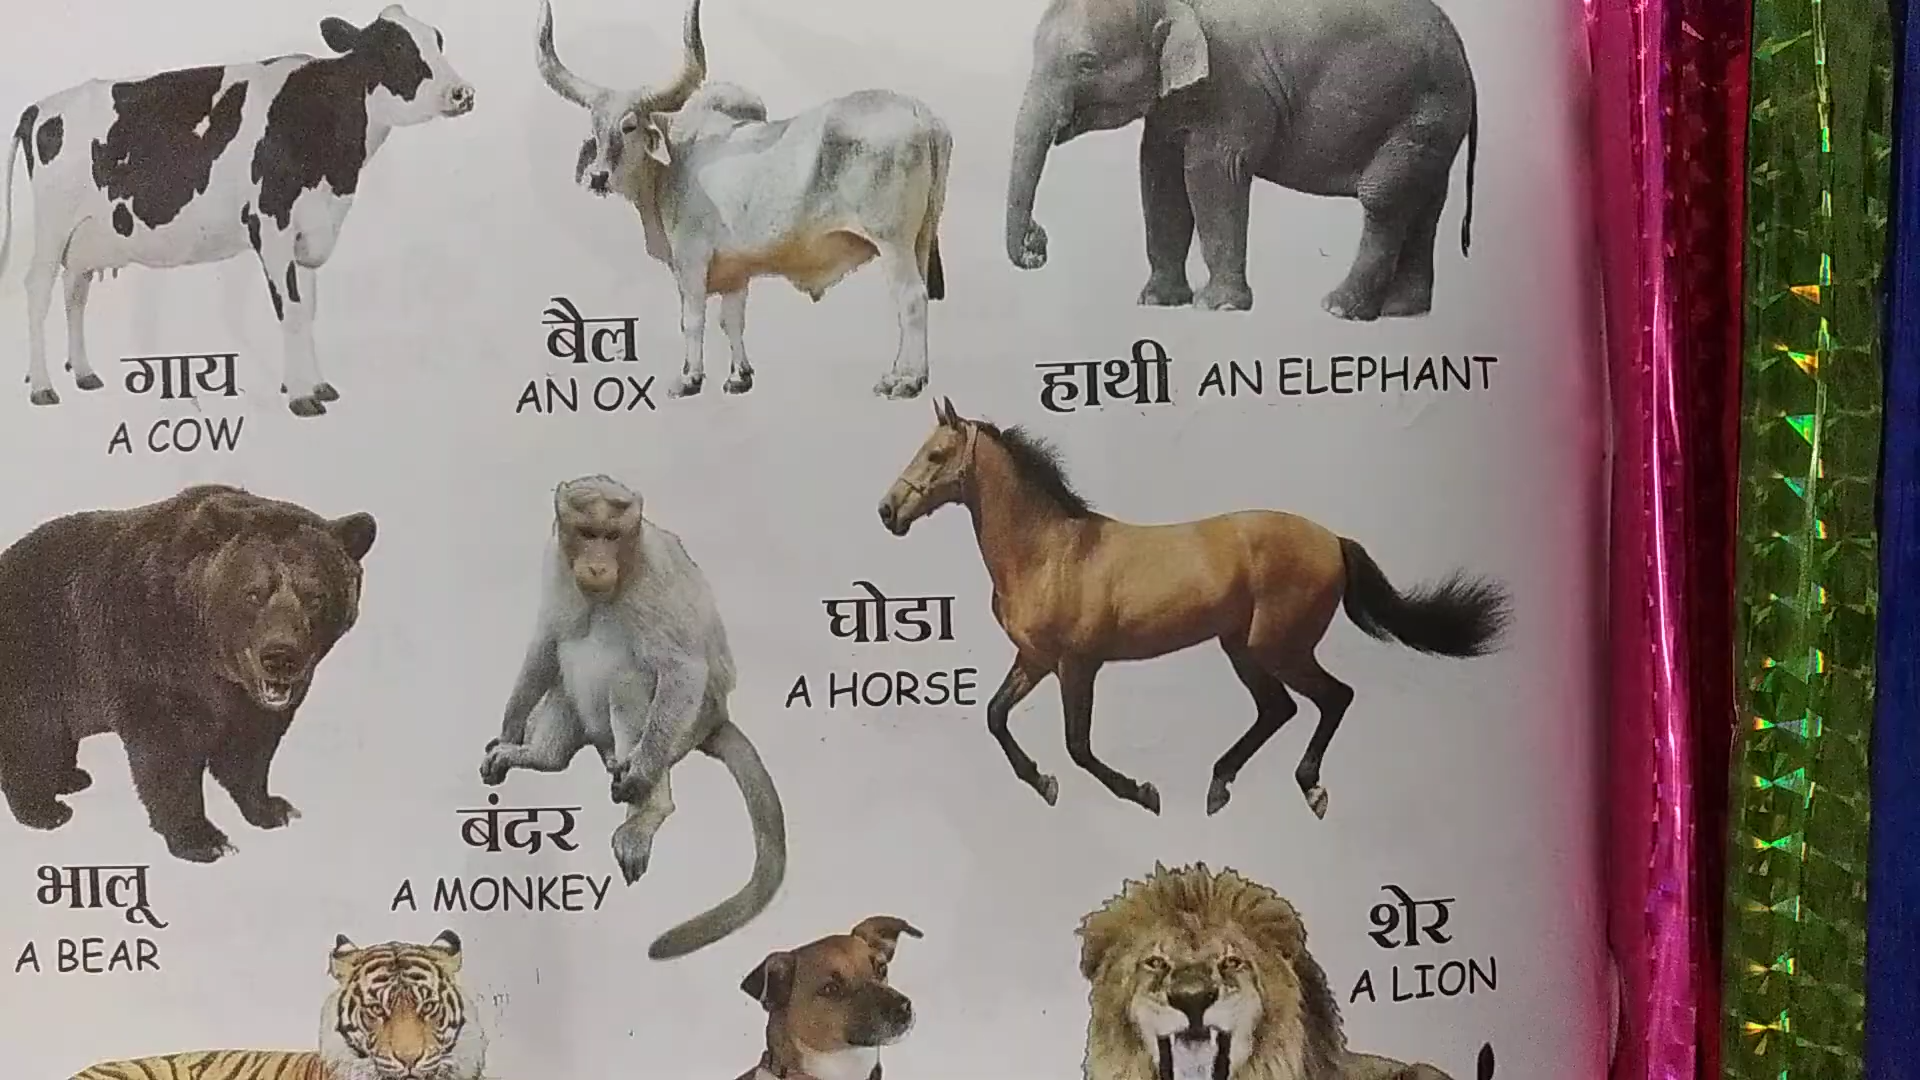 गाय
A COW
बैल
AN OX
हाथी AN ELEPHANT
घोडा
A HORSE
भालू
A BEAR
बंदर
A MONKEY
शेर
A LION